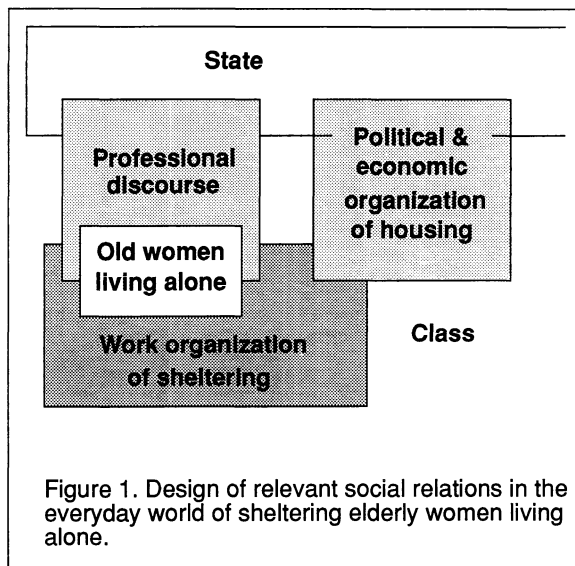 State
Professional
discourse
Political &
economic
organization
of housing
Old women
living alone
Class
Work organization
of sheltering
Figure 1. Design of relevant social relations in the
everyday world of sheltering elderly women living
alone.